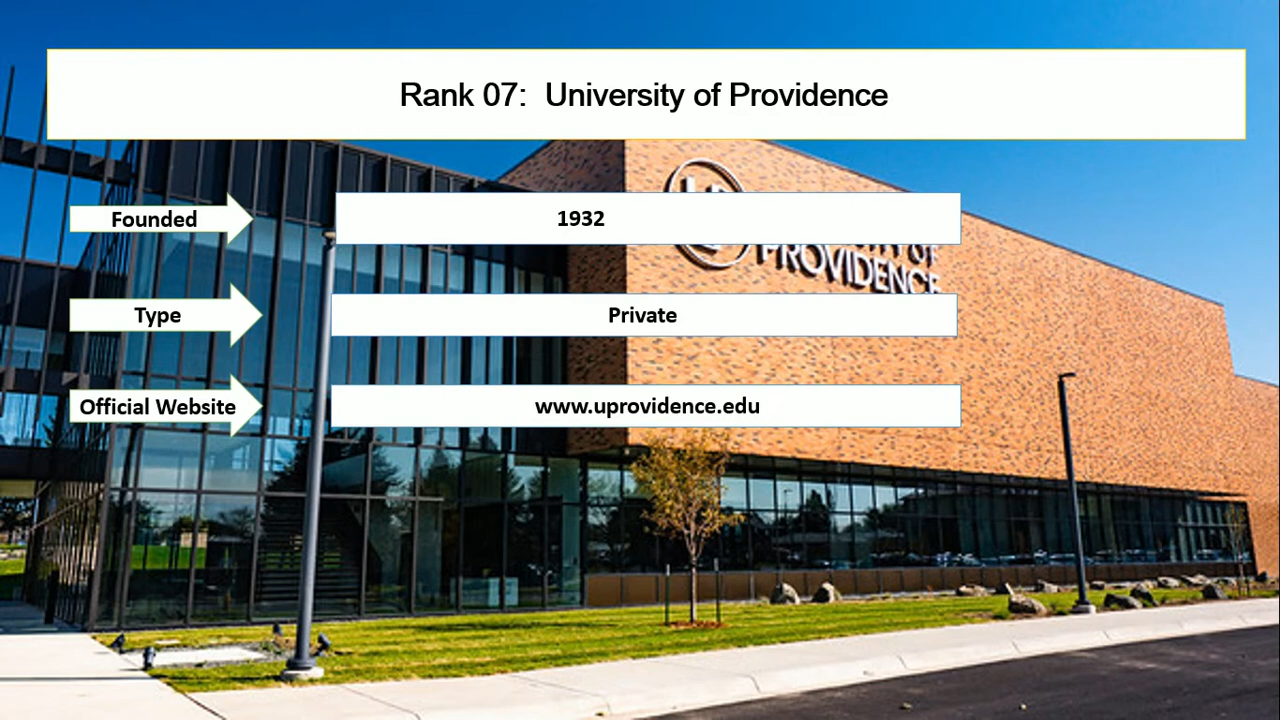 Rank 07:  University of Providence
Founded
1932
PROVIDENCE
Type
Private
Official Website
www.uprovidence.edu